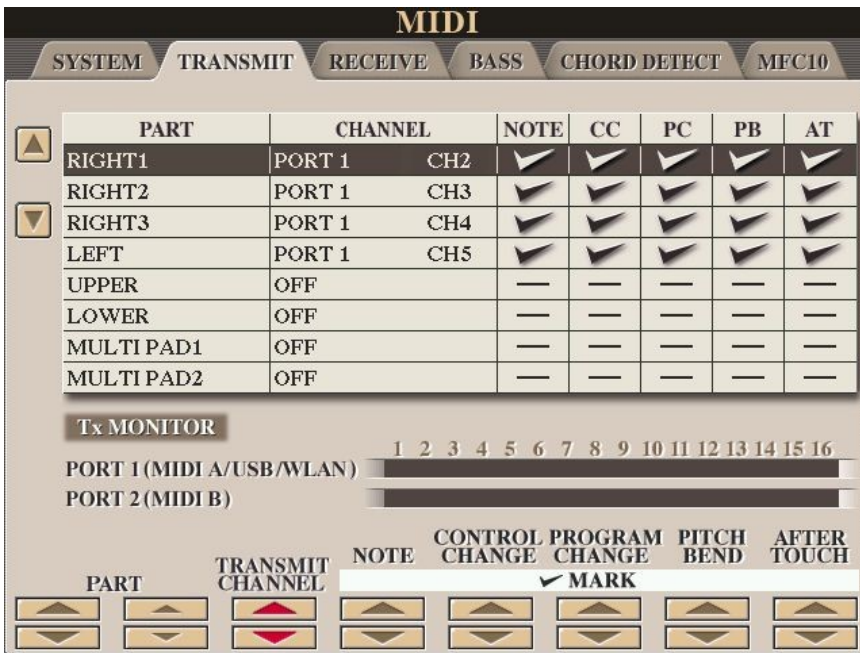 MIDI
SYSTEM TRANSMIT RECEIVE BASS CHORD DETECT MFC10
PART CHANNEL NOTE CC PC PB AT
RIGHT1 PORT 1 CH2
RIGHT2 PORT 1 CH3
RIGHT3 PORT 1 CH4
LEFT PORT 1 CH5
UPPER OFF
LOWER OFF
MULTI PAD1 OFF
MULTI PAD2 OFF
Tx MONITOR
1 2 3 4 5 6 7 8 9 10 11 12 13 14 15 16
PORT 1 (MIDI A/USB/WLAN)
PORT 2 (MIDI B)
PART
TRANSMIT
CHANNEL
NOTE
CONTROL
CHANGE
PROGRAM
CHANGE
PITCH
BEND
AFTER
TOUCH
MARK